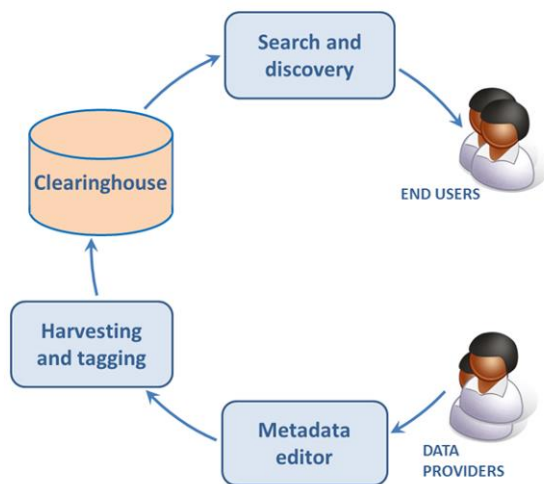 Search and
discovery
Clearinghouse
END USERS
Harvesting
and tagging
Metadata
editor
DATA
PROVIDERS